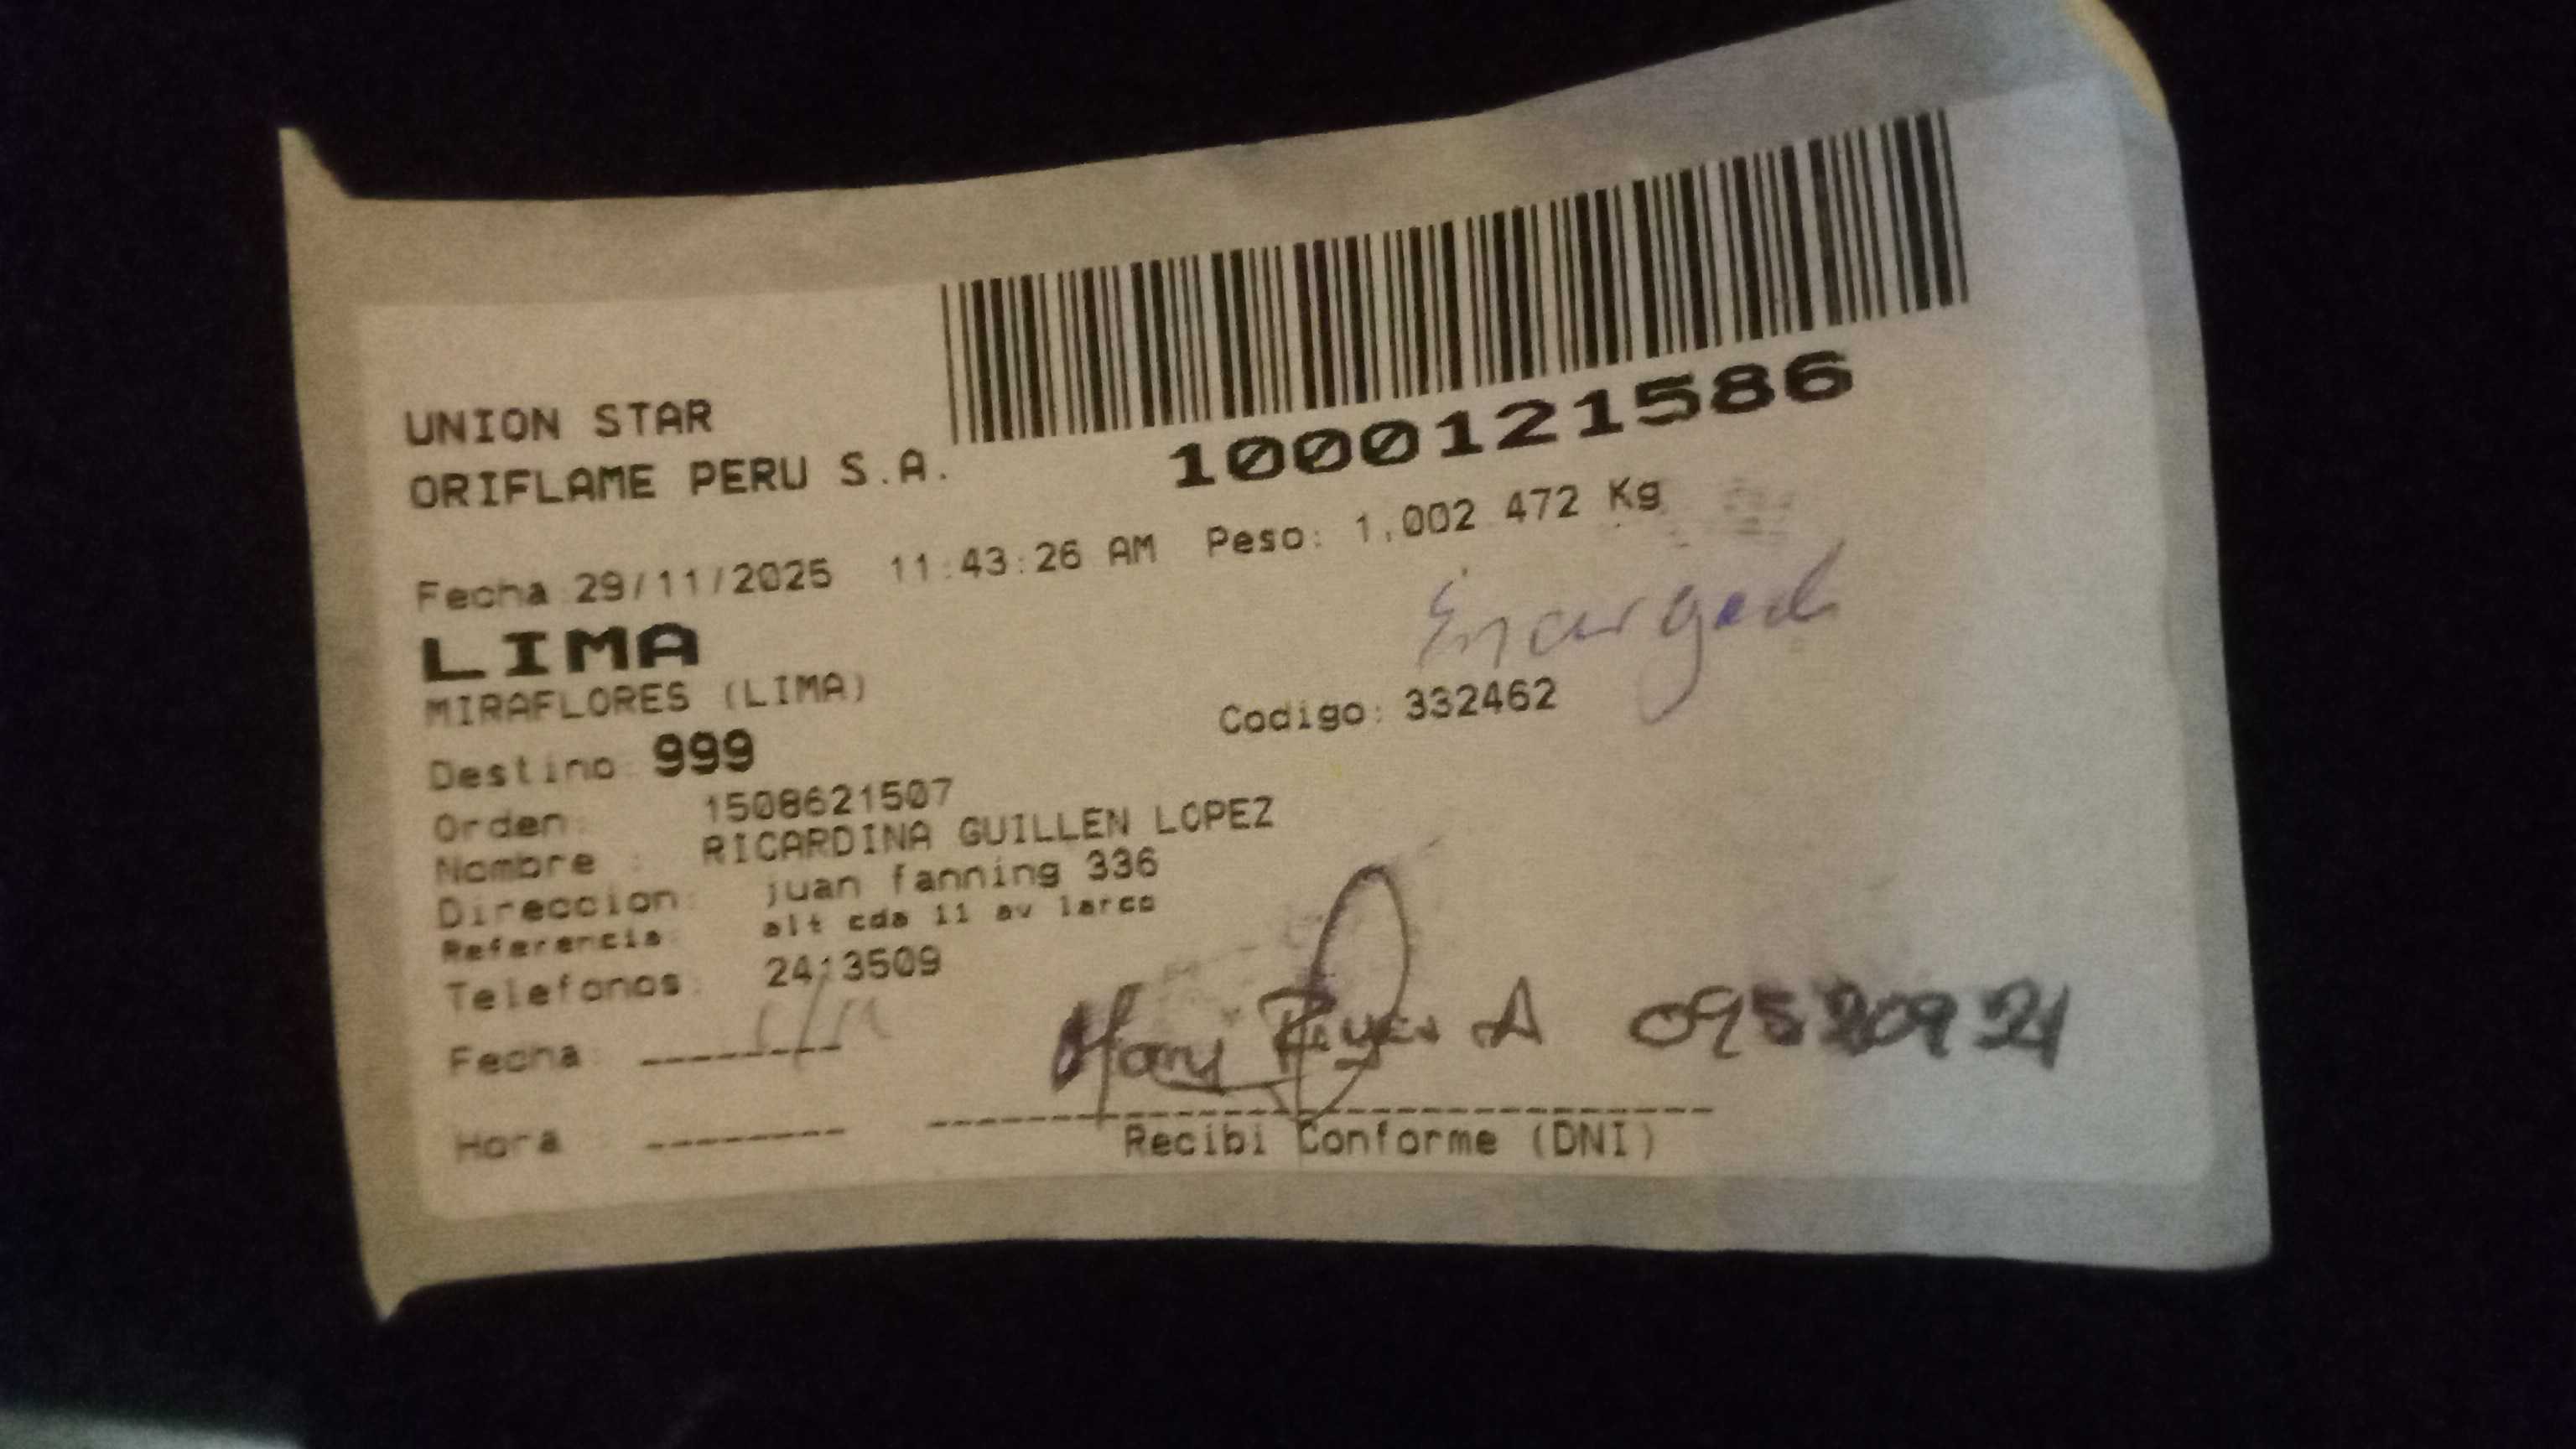 UNION STAR
ORIFLAME PERU S.A.
1000121586
Fecha 29/11/2025 11:43:26 AM Peso: 1,002.472 Kg
LIMA
MIRAFLORES (LIMA)
Encargad
Destino: 999
Codigo: 332462
Orden: 1508621507
Nombre : RICARDINA GUILLEN LOPEZ
Direccion: juan fanning 336
Referencia: alt cda 11 av larco
Telefonos: 2413509
Fecha:
Reyes A
Hora :
Recibi Conforme (DNI)